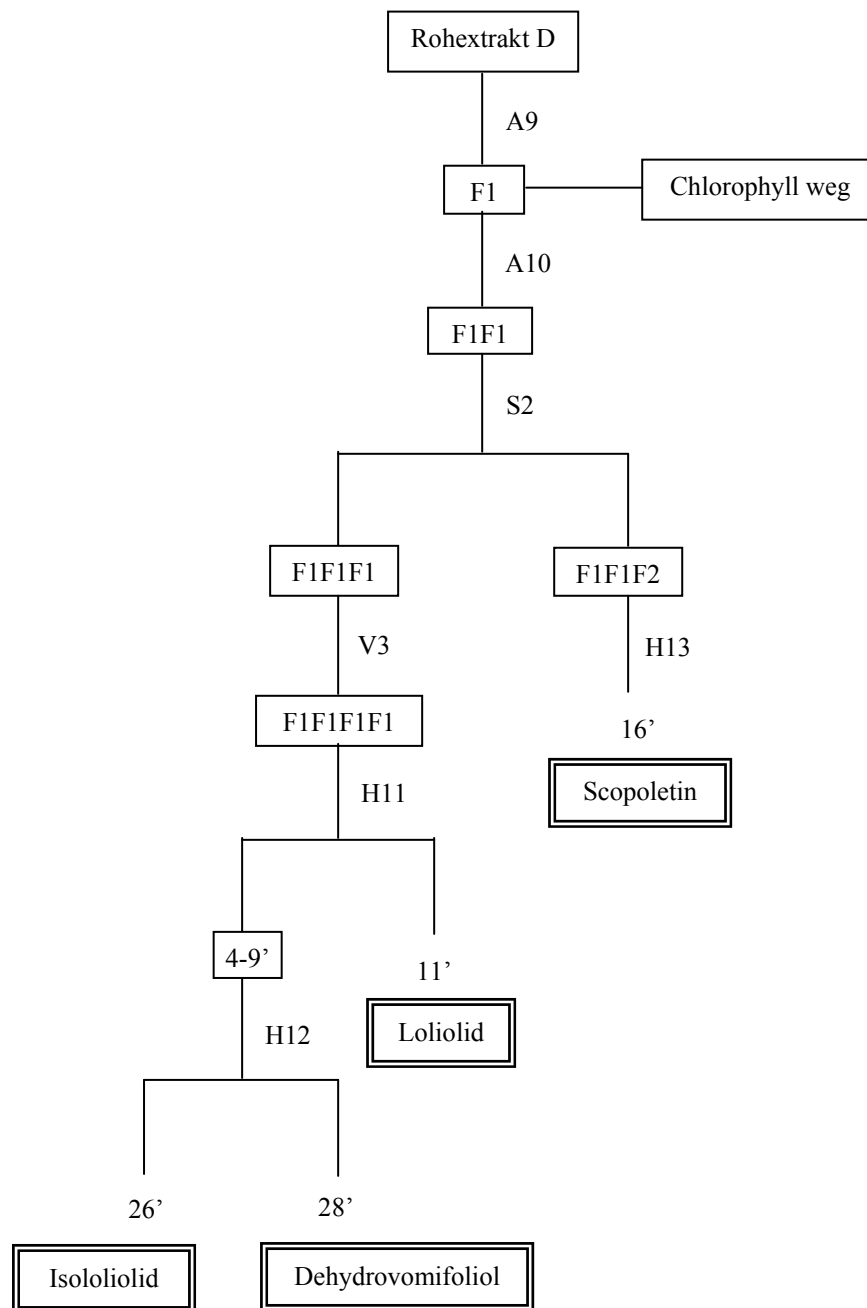 Rohextrakt D
A9
F1
Chlorophyll weg
A10
F1F1
S2
F1F1F1
F1F1F2
V3
H13
F1F1F1F1
16’
Scopoletin
H11
4-9’
11’
Loliolid
H12
26’
28’
Isololiolid
Dehydrovomifoliol